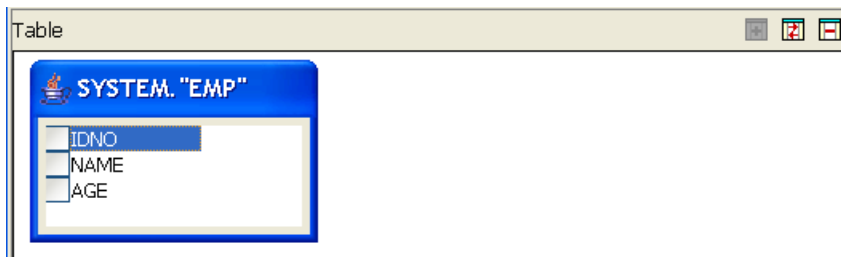 Table
SYSTEM. "EMP"
IDNO
NAME
AGE